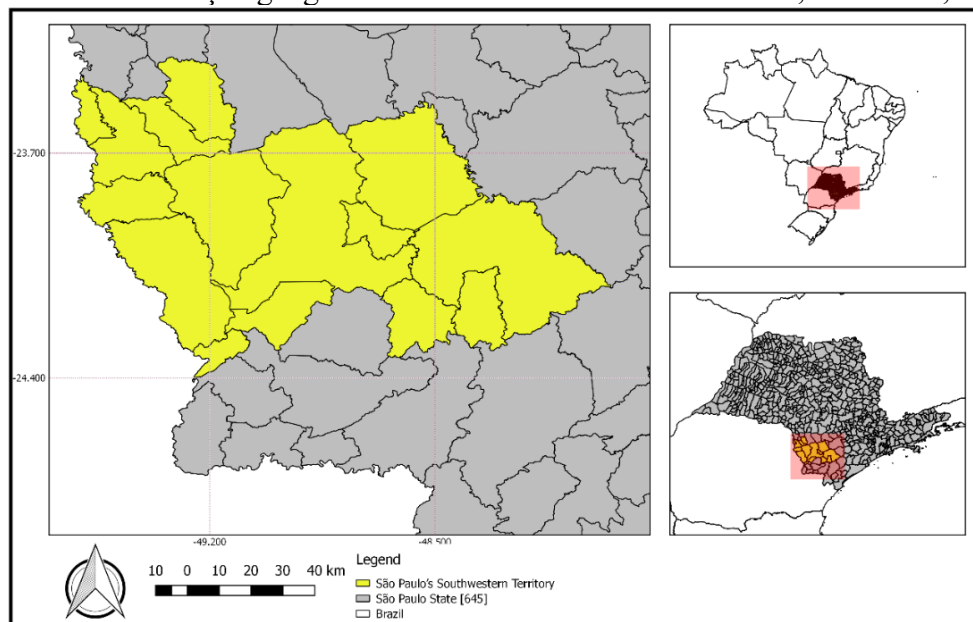 -23.700
-24.400
-49.200 -48.500
10 0 10 20 30 40 km
Legend
São Paulo's Southwestern Territory
São Paulo State [645]
Brazil